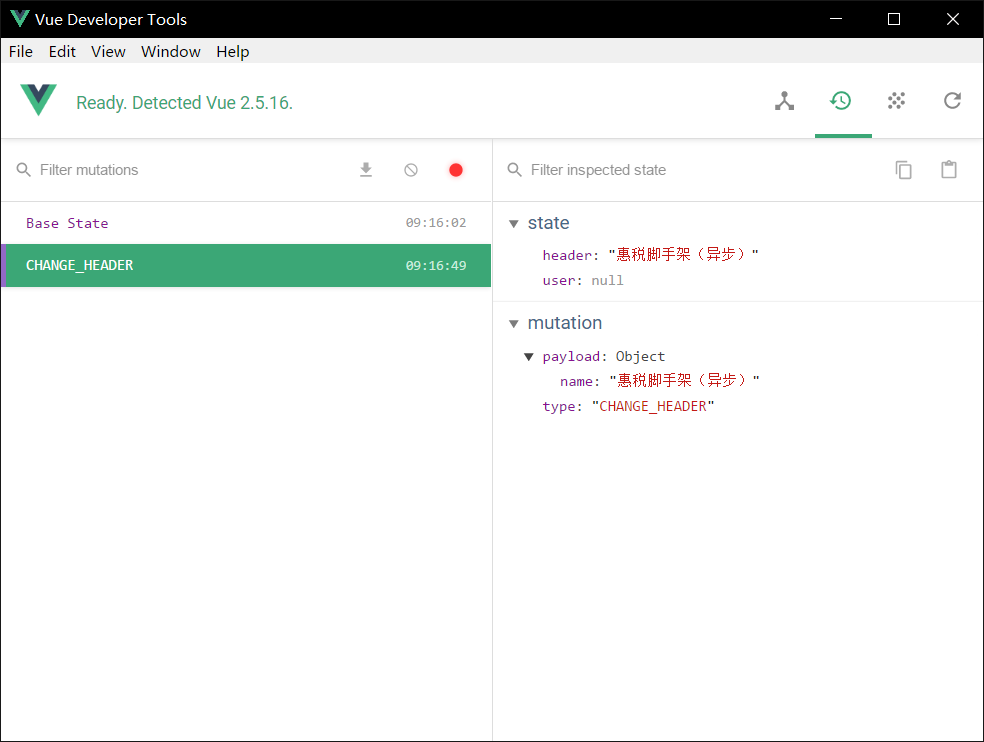 Vue Developer Tools
File Edit View Window Help
Ready. Detected Vue 2.5.16.
Filter mutations
Base State 09:16:02
CHANGE_HEADER 09:16:49
Filter inspected state
state
header: "惠税脚手架（异步）"
user: null
mutation
payload: Object
name: "惠税脚手架（异步）"
type: "CHANGE_HEADER"